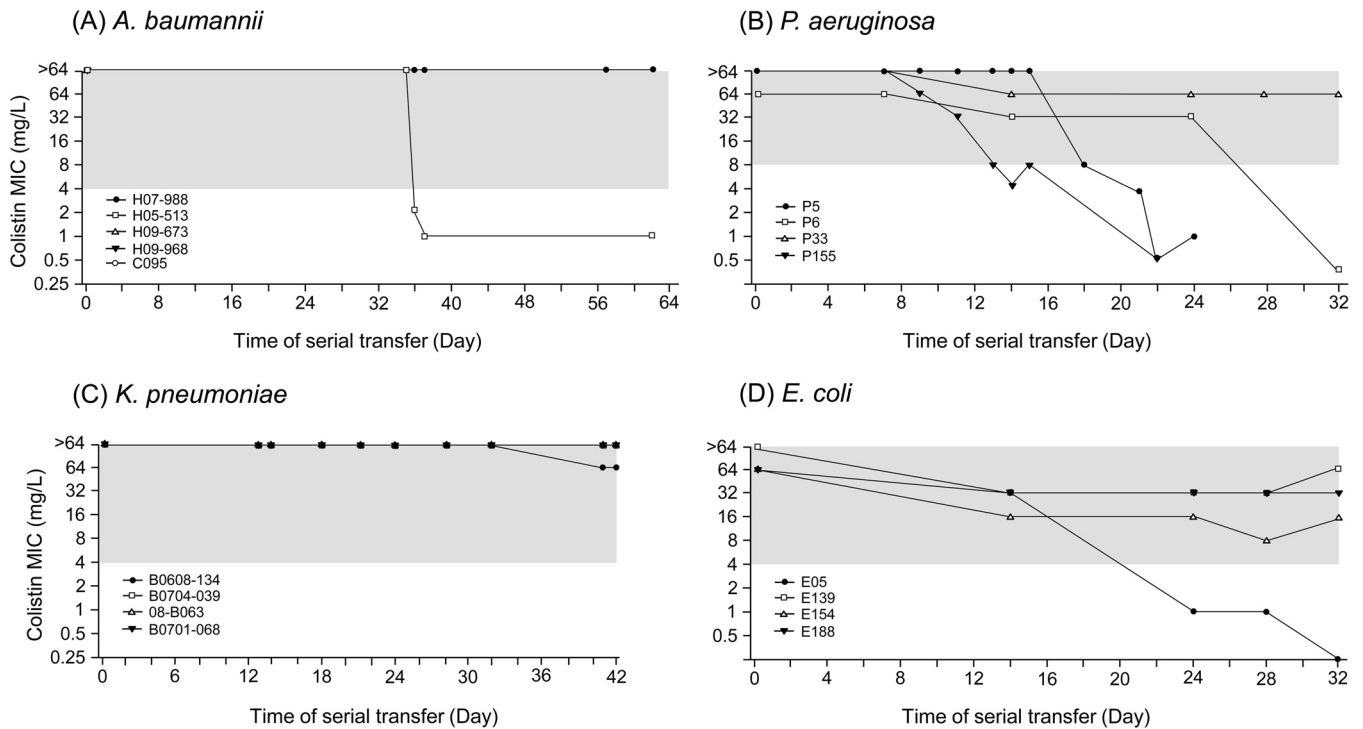 (A) A. baumannii
Colistin MIC (mg/L)
>64
64
32
16
8
4
2
1
0.5
0.25
H07-988
H05-513
H09-673
H09-968
C095
0 8 16 24 32 40 48 56 64
Time of serial transfer (Day)
(B) P. aeruginosa
>64
64
32
16
8
4
2
1
0.5
P5
P6
P33
P155
0 4 8 12 16 20 24 28 32
Time of serial transfer (Day)
(C) K. pneumoniae
Colistin MIC (mg/L)
>64
64
32
16
8
4
2
1
0.5
0.25
B0608-134
B0704-039
08-B063
B0701-068
0 6 12 18 24 30 36 42
Time of serial transfer (Day)
(D) E. coli
>64
64
32
16
8
4
2
1
0.5
E05
E139
E154
E188
0 4 8 12 16 20 24 28 32
Time of serial transfer (Day)